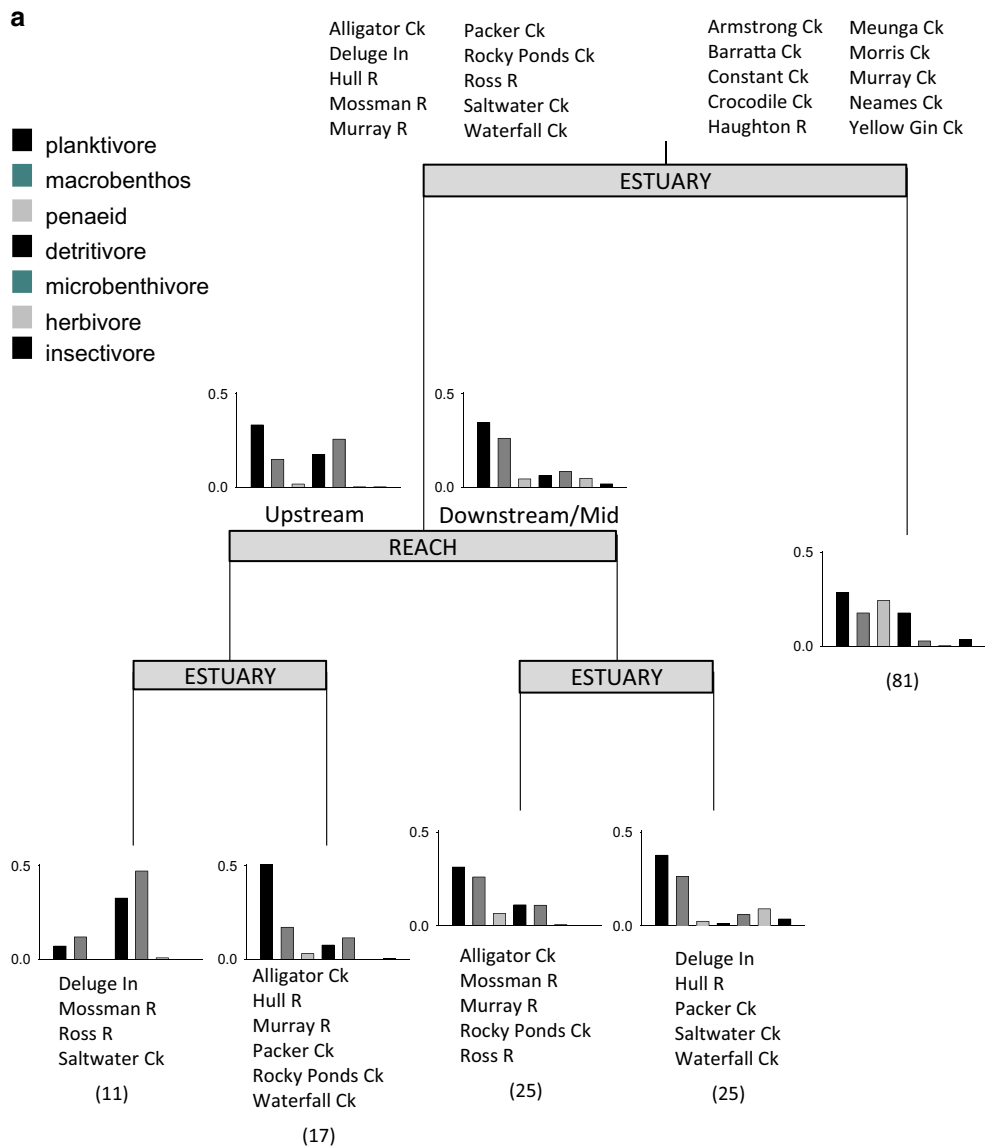 a
Alligator Ck
Deluge In
Hull R
Mossman R
Murray R
Packer Ck
Rocky Ponds Ck
Ross R
Saltwater Ck
Waterfall Ck
Armstrong Ck
Barratta Ck
Constant Ck
Crocodile Ck
Haughton R
Meunga Ck
Morris Ck
Murray Ck
Neames Ck
Yellow Gin Ck
planktivore
macrobenthos
penaeid
detritivore
microbenthivore
herbivore
insectivore
ESTUARY
0.5
0.0
Upstream
0.5
0.0
Downstream/Mid
REACH
0.5
0.0
(81)
ESTUARY
ESTUARY
0.5
0.0
Deluge In
Mossman R
Ross R
Saltwater Ck
(11)
0.5
0.0
Alligator Ck
Hull R
Murray R
Packer Ck
Rocky Ponds Ck
Waterfall Ck
(17)
0.5
0.0
Alligator Ck
Mossman R
Murray R
Rocky Ponds Ck
Ross R
(25)
0.5
0.0
Deluge In
Hull R
Packer Ck
Saltwater Ck
Waterfall Ck
(25)